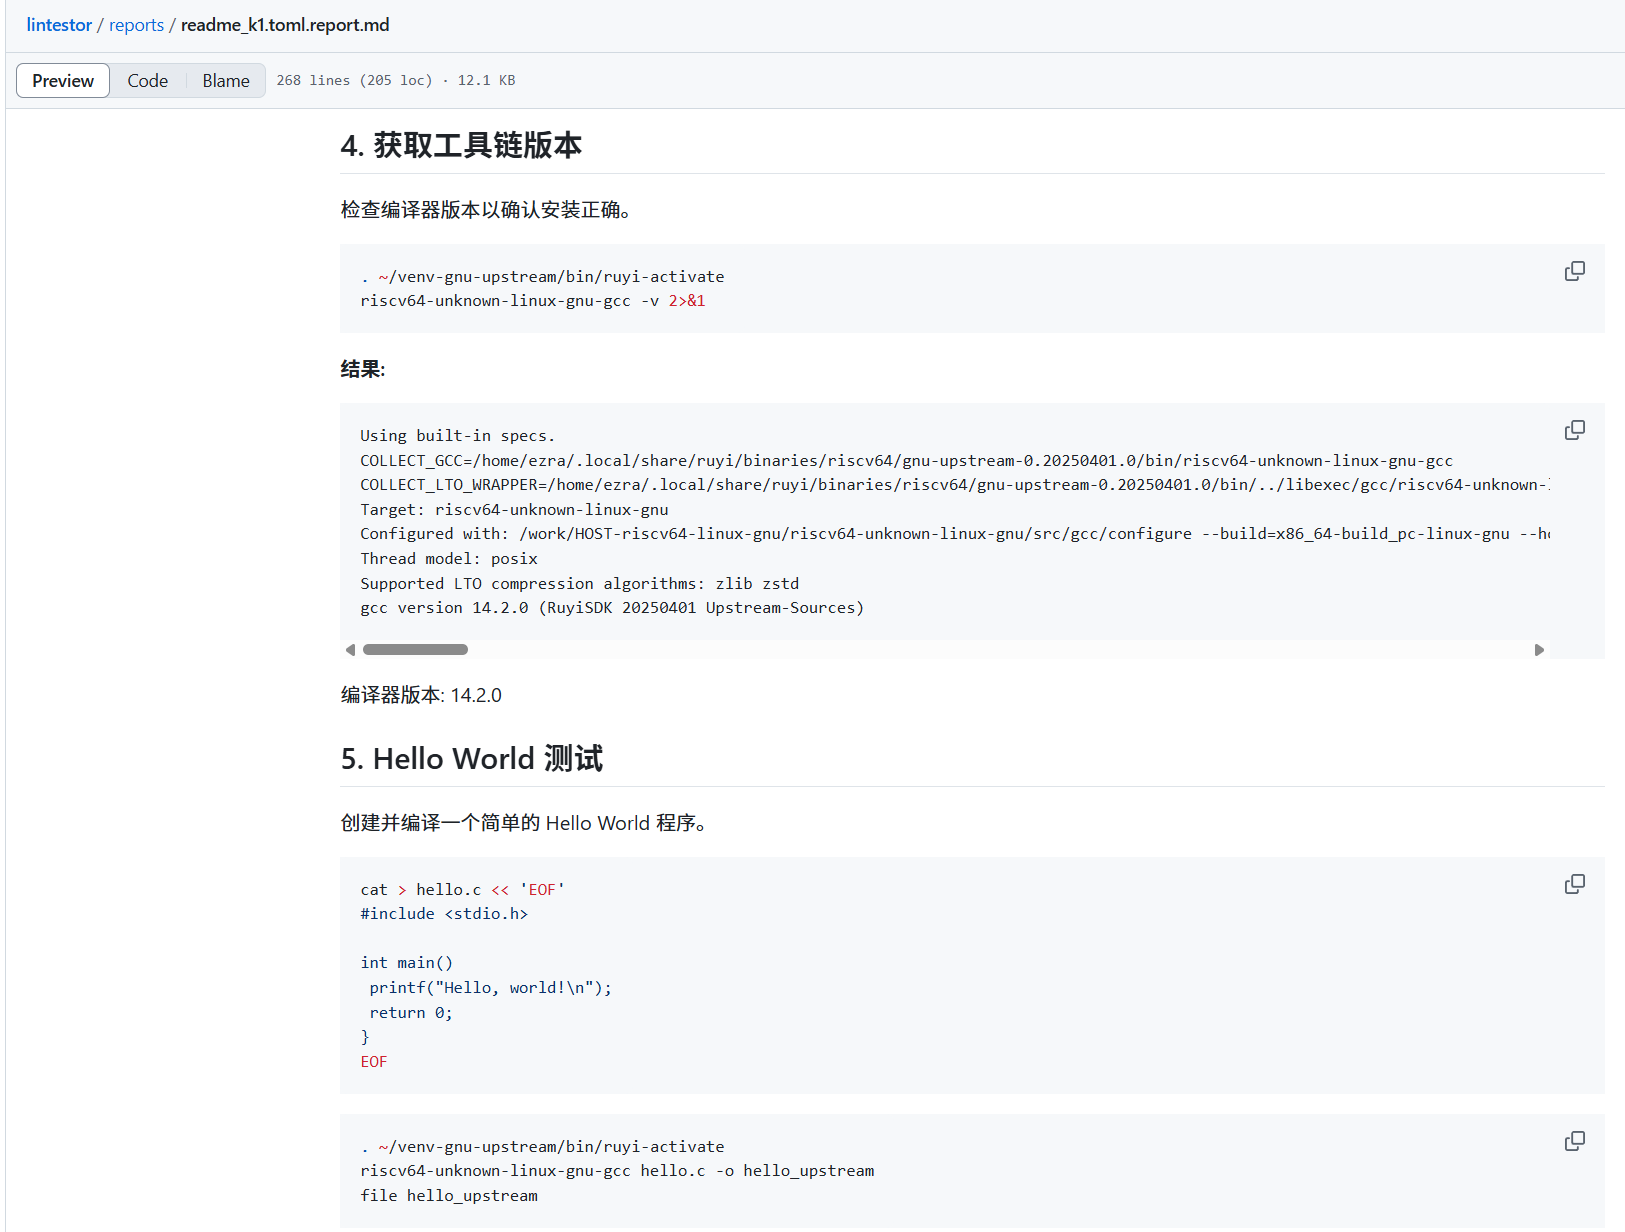 lintestor / reports / readme_k1.toml.report.md
Preview Code Blame 268 lines (205 loc) · 12.1 KB
4. 获取工具链版本
检查编译器版本以确认安装正确。
. ~/venv-gnu-upstream/bin/ruyi-activate
riscv64-unknown-linux-gnu-gcc -v 2>&1
结果:
Using built-in specs.
COLLECT_GCC=/home/ezra/.local/share/ruyi/binaries/riscv64/gnu-upstream-0.20250401.0/bin/riscv64-unknown-linux-gnu-gcc
COLLECT_LTO_WRAPPER=/home/ezra/.local/share/ruyi/binaries/riscv64/gnu-upstream-0.20250401.0/bin/../libexec/gcc/riscv64-unknown-
Target: riscv64-unknown-linux-gnu
Configured with: /work/HOST-riscv64-linux-gnu/riscv64-unknown-linux-gnu/src/gcc/configure --build=x86_64-build_pc-linux-gnu --h
Thread model: posix
Supported LTO compression algorithms: zlib zstd
gcc version 14.2.0 (RuyiSDK 20250401 Upstream-Sources)
编译器版本: 14.2.0
5. Hello World 测试
创建并编译一个简单的 Hello World 程序。
cat > hello.c << 'EOF'
#include <stdio.h>
int main()
printf("Hello, world!\n");
return 0;
}
EOF
. ~/venv-gnu-upstream/bin/ruyi-activate
riscv64-unknown-linux-gnu-gcc hello.c -o hello_upstream
file hello_upstream